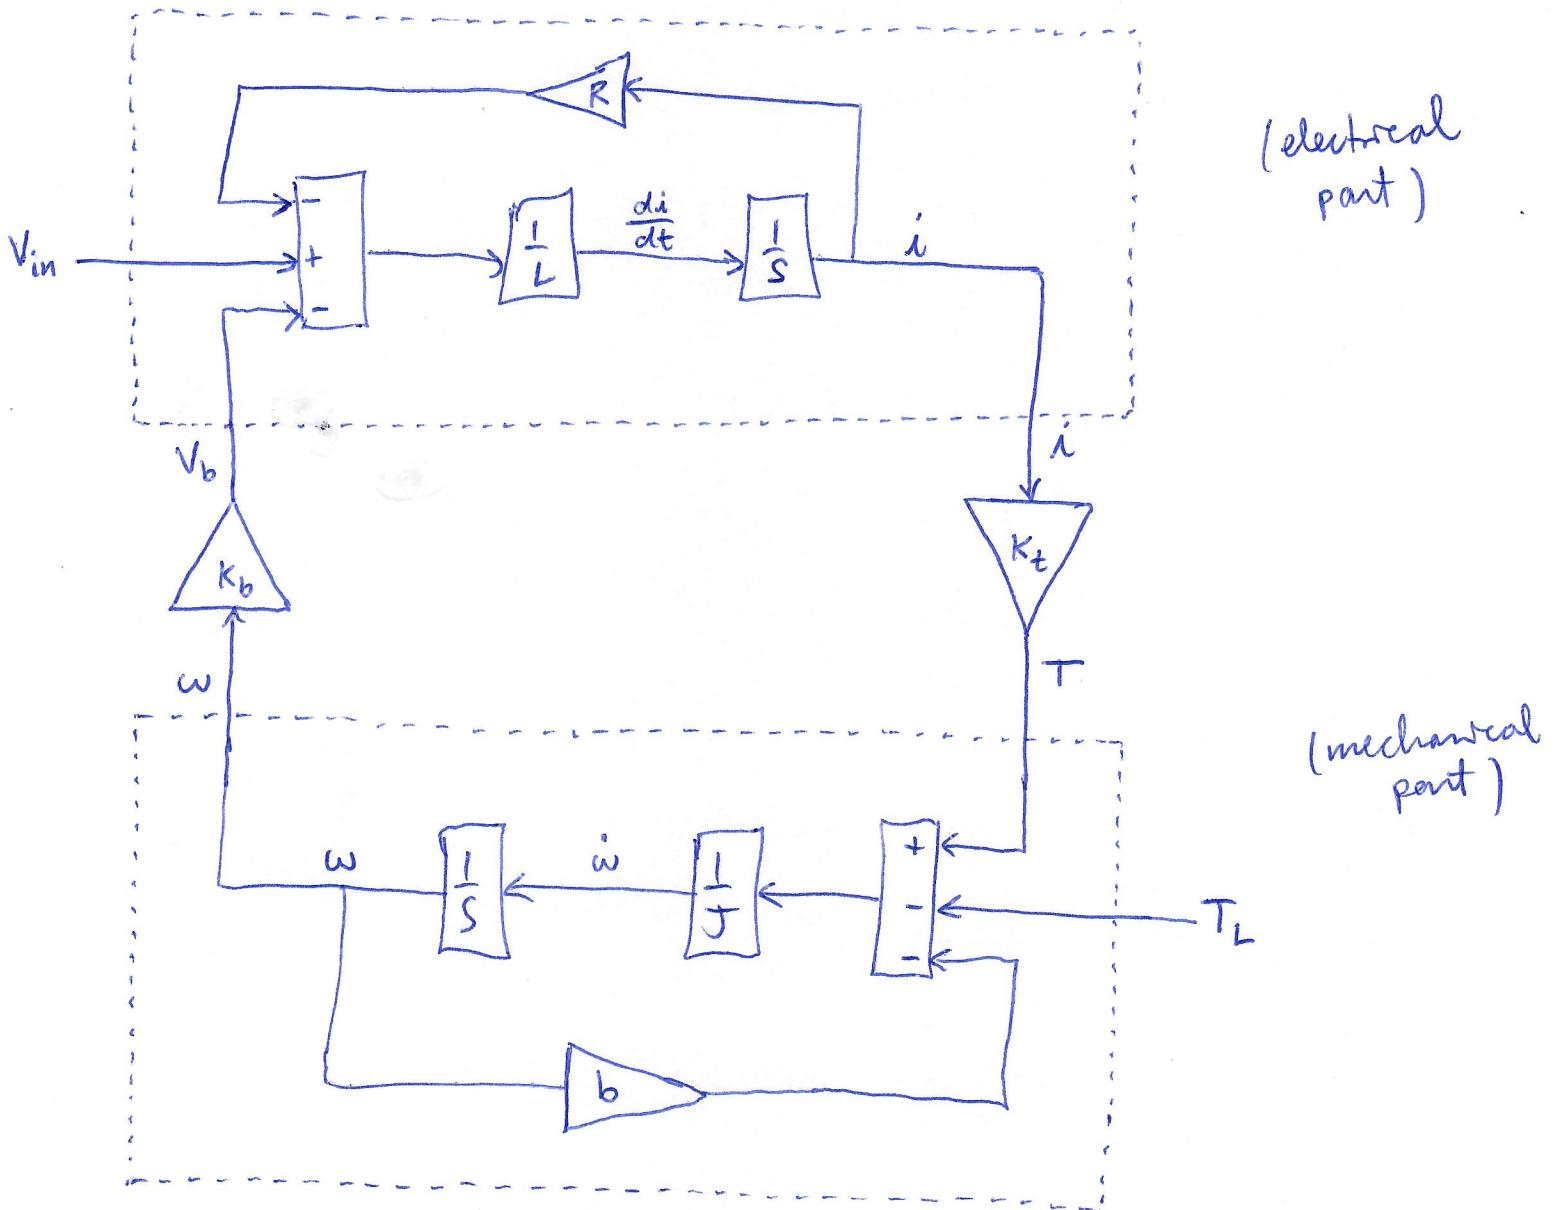 R
(electrical
part)
-
di
dt
1
L
1
S
i
Vin
+
-
i
Vb
Kt
Kb
T
ω
(mechanical
part)
+
ω
1
S
ω̇
1
J
-
TL
-
b